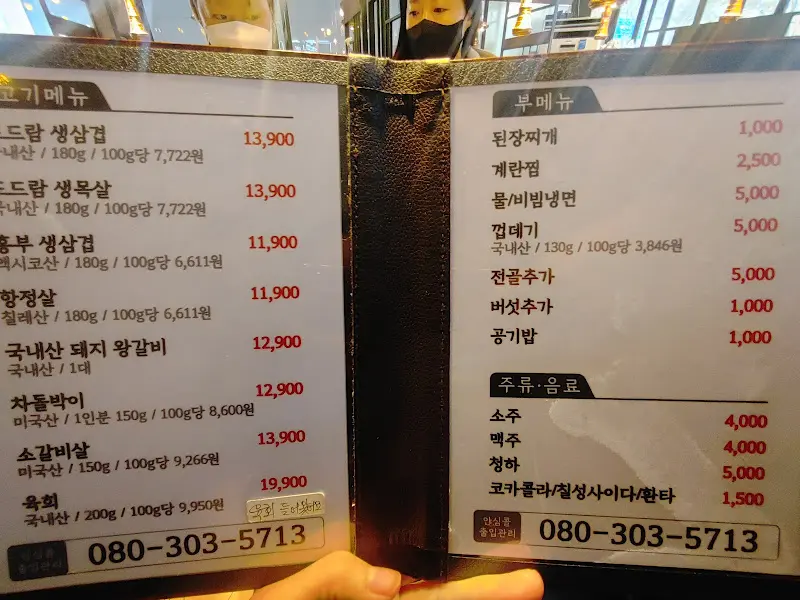 고기메뉴
드람 생삼겹 13,900
국내산 / 180g / 100g당 7,722원
도드람 생목살 13,900
국내산 / 180g / 100g당 7,722원
흥부 생삼겹 11,900
멕시코산 / 180g / 100g당 6,611원
항정살 11,900
칠레산 / 180g / 100g당 6,611원
국내산 돼지 왕갈비 12,900
국내산 / 1대
차돌박이 12,900
미국산 / 1인분 150g / 100g당 8,600원
소갈비살 13,900
미국산 / 150g / 100g당 9,266원
육회 19,900
국내산 / 200g / 100g당 9,950원
육회
안심콜 출입관리 080-303-5713
부메뉴
된장찌개 1,000
계란찜 2,500
물/비빔냉면 5,000
껍데기 5,000
국내산 / 130g / 100g당 3,846원
전골추가 5,000
버섯추가 1,000
공기밥 1,000
주류·음료
소주 4,000
맥주 4,000
청하 5,000
코카콜라/칠성사이다/환타 1,500
안심콜 출입관리 080-303-5713